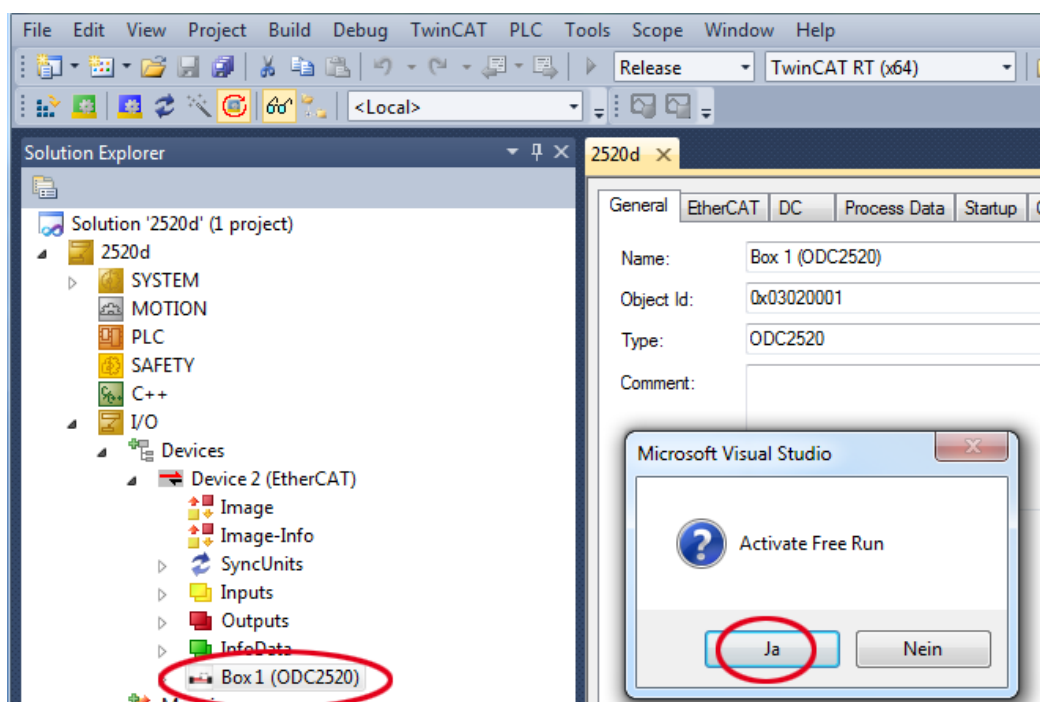 File Edit View Project Build Debug TwinCAT PLC Tools Scope Window Help
Release TwinCAT RT (x64)
<Local>
Solution Explorer
2520d
Solution '2520d' (1 project)
2520d
SYSTEM
MOTION
PLC
SAFETY
C++
I/O
Devices
Device 2 (EtherCAT)
Image
Image-Info
SyncUnits
Inputs
Outputs
InfoData
Box 1 (ODC2520)
General EtherCAT DC Process Data Startup
Name: Box 1 (ODC2520)
Object Id: 0x03020001
Type: ODC2520
Comment:
Microsoft Visual Studio
Activate Free Run
Ja Nein